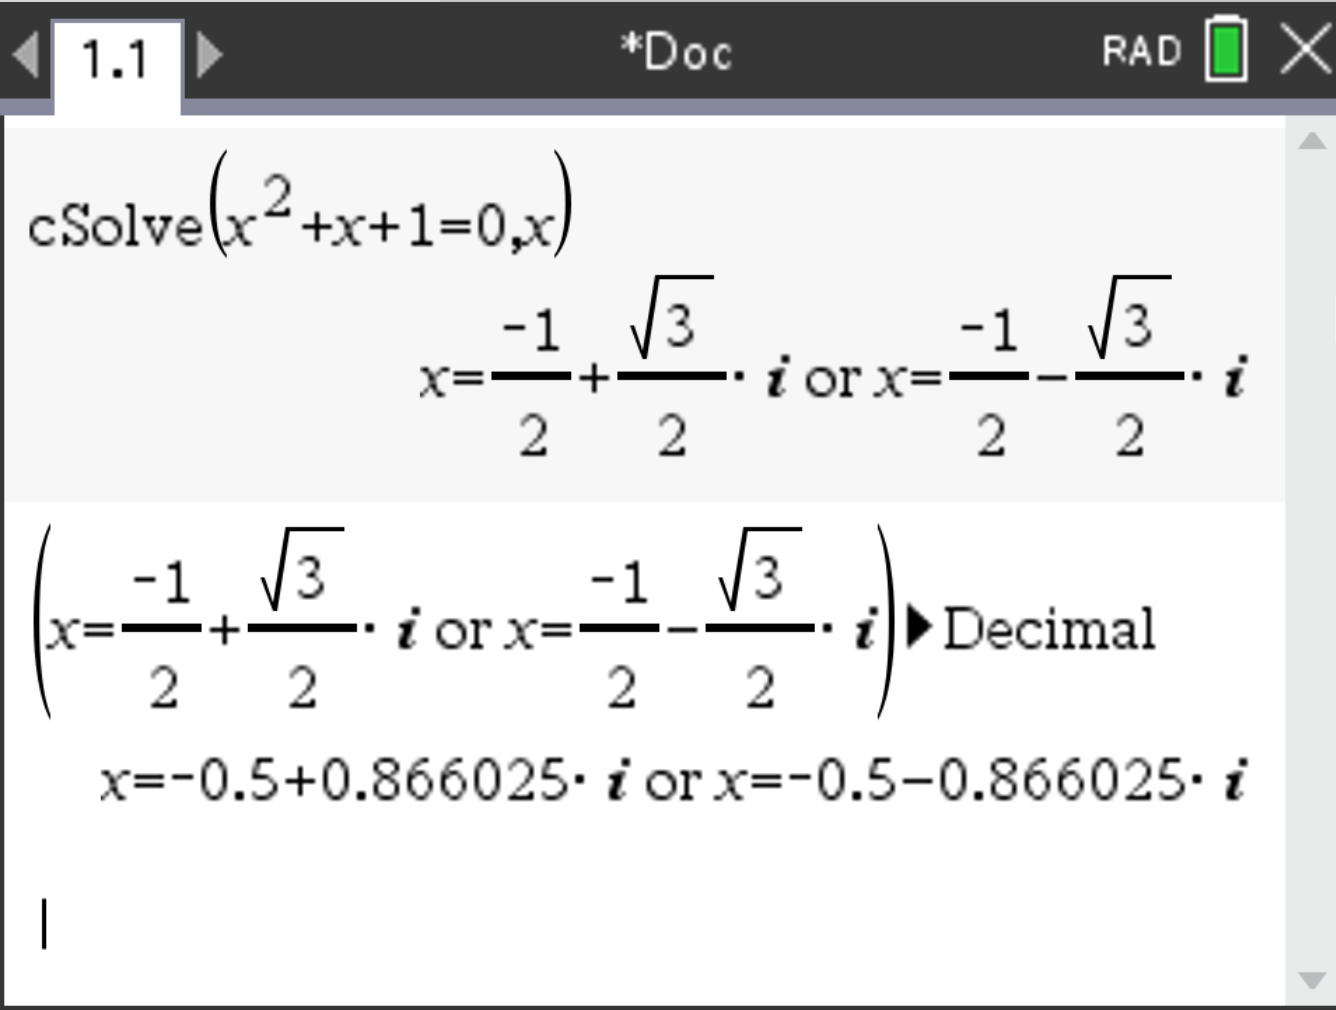 1.1 *Doc RAD
cSolve(x²+x+1=0,x)
x=-1/2+√3/2·i or x=-1/2−√3/2·i
(x=-1/2+√3/2·i or x=-1/2−√3/2·i)▶Decimal
x=-0.5+0.866025·i or x=-0.5−0.866025·i